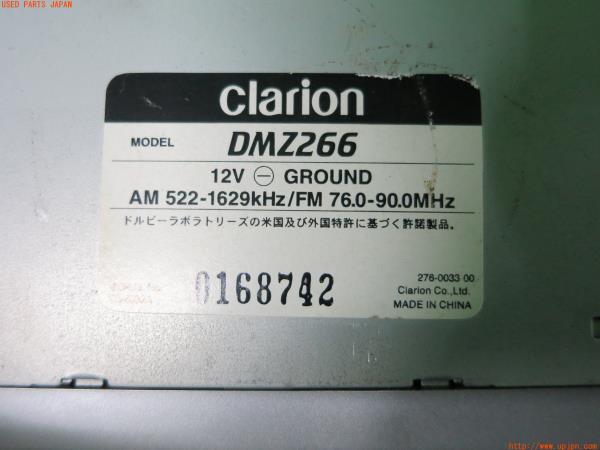 USED PARTS JAPAN
clarion
MODEL DMZ266
12V ⊖ GROUND
AM 522-1629kHz/FM 76.0-90.0MHz
ドルビーラボラトリーズの米国及び外国特許に基づく許諾製品。
0168742
276-0033 00
Clarion Co.,Ltd.
MADE IN CHINA
http://www.upjpn.com